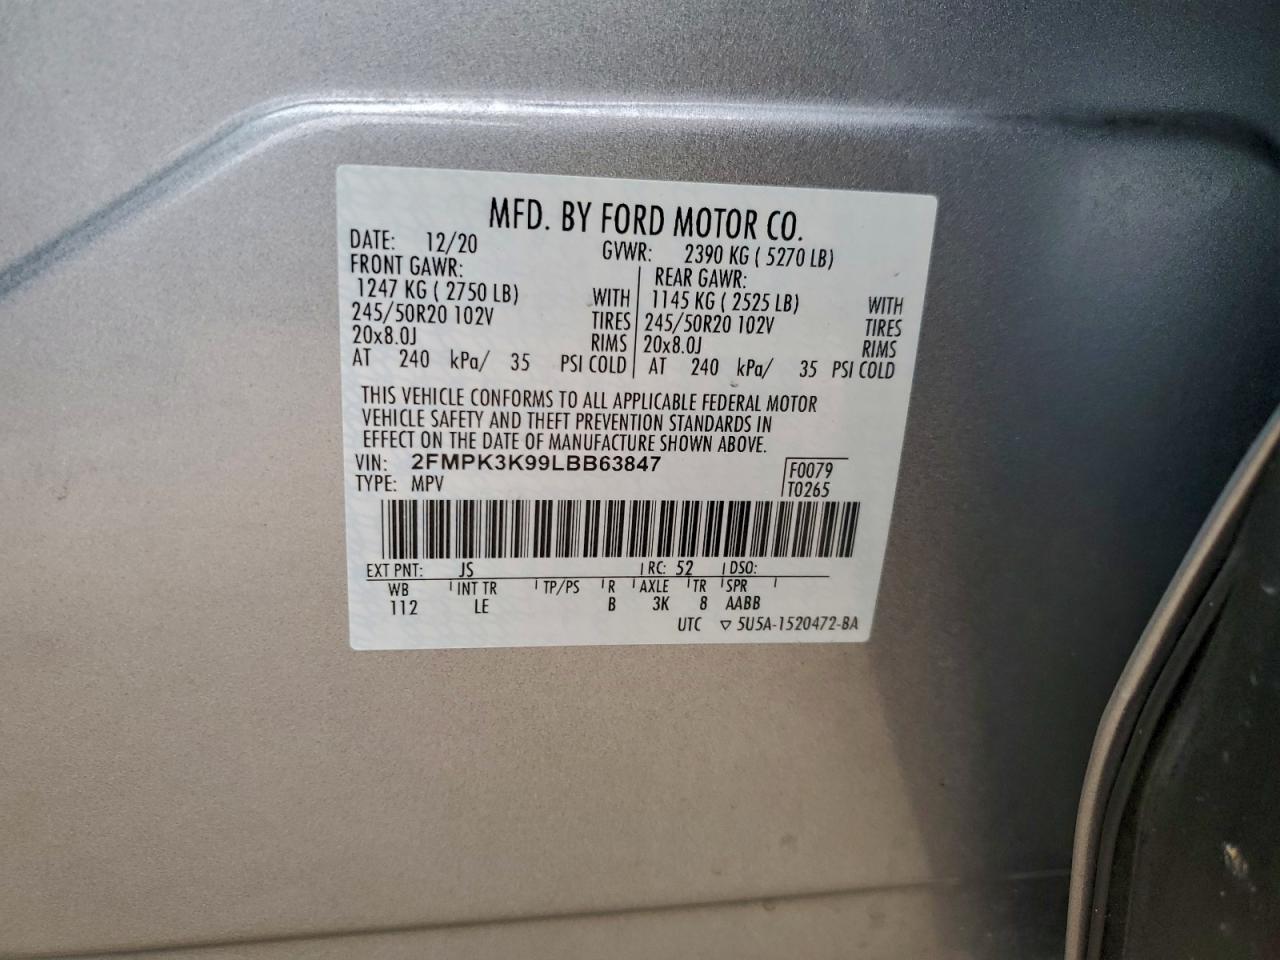 MFD. BY FORD MOTOR CO.
DATE: 12/20 GVWR: 2390 KG ( 5270 LB)
FRONT GAWR: REAR GAWR:
1247 KG ( 2750 LB) WITH 1145 KG ( 2525 LB) WITH
245/50R20 102V TIRES 245/50R20 102V TIRES
20x8.0J RIMS 20x8.0J RIMS
AT 240 kPa/ 35 PSI COLD AT 240 kPa/ 35 PSI COLD
THIS VEHICLE CONFORMS TO ALL APPLICABLE FEDERAL MOTOR
VEHICLE SAFETY AND THEFT PREVENTION STANDARDS IN
EFFECT ON THE DATE OF MANUFACTURE SHOWN ABOVE.
VIN: 2FMPK3K99LBB63847 F0079
TYPE: MPV T0265
EXT PNT: JS RC: 52 DSO:
WB INT TR TP/PS R AXLE TR SPR
112 LE B 3K 8 AABB
UTC ▽ 5U5A-1520472-BA